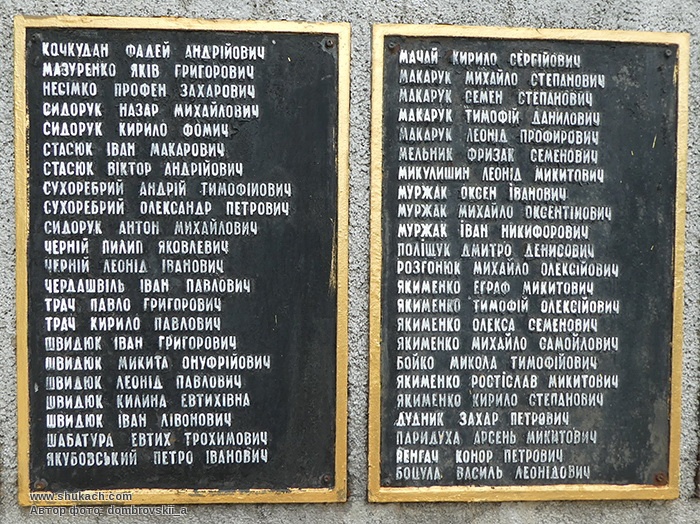 КОЧКУДАН ФАДЕЙ АНДРІЙОВИЧ
МАЗУРЕНКО ЯКІВ ГРИГОРОВИЧ
НЕСІМКО ПРОФЕН ЗАХАРОВИЧ
СИДОРУК НАЗАР МИХАЙЛОВИЧ
СИДОРУК КИРИЛО ФОМИЧ
СТАСЮК ІВАН МАКАРОВИЧ
СТАСЮК ВІКТОР АНДРІЙОВИЧ
СУХОРЕБРИЙ АНДРІЙ ТИМОФІЙОВИЧ
СУХОРЕБРИЙ ОЛЕКСАНДР ПЕТРОВИЧ
СИДОРУК АНТОН МИХАЙЛОВИЧ
ЧЕРНІЙ ПИЛИП ЯКОВЛЕВИЧ
ЧЕРНІЙ ЛЕОНІД ІВАНОВИЧ
ЧЕРДАШВІЛЬ ІВАН ПАВЛОВИЧ
ТРАЧ ПАВЛО ГРИГОРОВИЧ
ТРАЧ КИРИЛО ПАВЛОВИЧ
ШВИДЮК ІВАН ГРИГОРОВИЧ
ШВИДЮК МИКИТА ОНУФРІЙОВИЧ
ШВИДЮК ЛЕОНІД ПАВЛОВИЧ
ШВИДЮК КИЛИНА ЕВТИХІВНА
ШВИДЮК ІВАН ЛІВОНОВИЧ
ШАБАТУРА ЕВТИХ ТРОХИМОВИЧ
ЯКУБОВСЬКИЙ ПЕТРО ІВАНОВИЧ
МАЧАЙ КИРИЛО СЕРГІЙОВИЧ
МАКАРУК МИХАЙЛО СТЕПАНОВИЧ
МАКАРУК СЕМЕН СТЕПАНОВИЧ
МАКАРУК ТИМОФІЙ ДАНИЛОВИЧ
МАКАРУК ЛЕОНІД ПРОФИРОВИЧ
МЕЛЬНИК ФРИЗАК СЕМЕНОВИЧ
МИКУЛИШИН ЛЕОНІД МИКИТОВИЧ
МУРЖАК ОКСЕН ІВАНОВИЧ
МУРЖАК МИХАЙЛО ОКСЕНТІЙОВИЧ
МУРЖАК ІВАН НИКИФОРОВИЧ
ПОЛІЩУК ДМИТРО ДЕНИСОВИЧ
РОЗГОНЮК МИХАЙЛО ОЛЕКСІЙОВИЧ
ЯКИМЕНКО ЕГРАФ МИКИТОВИЧ
ЯКИМЕНКО ТИМОФІЙ ОЛЕКСІЙОВИЧ
ЯКИМЕНКО ОЛЕКСА СЕМЕНОВИЧ
ЯКИМЕНКО МИХАЙЛО САМОЙЛОВИЧ
БОЙКО МИКОЛА ТИМОФІЙОВИЧ
ЯКИМЕНКО РОСТІСЛАВ МИКИТОВИЧ
ЯКИМЕНКО КИРИЛО СТЕПАНОВИЧ
ДУДНИК ЗАХАР ПЕТРОВИЧ
ПАРИДУХА АРСЕНЬ МИКИТОВИЧ
РЕНГАЧ КОНОР ПЕТРОВИЧ
БОЦУЛА ВАСИЛЬ ЛЕОНІДОВИЧ
www.shukach.com
Автор фото: dombrovskii_a